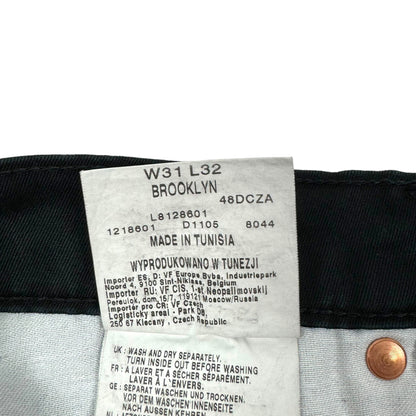 W31 L32
BROOKLYN
48DCZA
L8128601
1218601 D1105 8044
MADE IN TUNISIA
WYPRODUKOWANO W TUNEZJI
Importer ES, D: VF Europe Bvba, Industriepark
Noord 4, 9100 Sint-Niklass, Belgium
Importer RU: VF CIS, 1-st Neopalimovskij
Pereulok, dom.15/7, 119121 Moscow/Russia
Importer pro CR: VF Czech
Logisticky areal - Park D8,
250 67 Klecany, Czech Republic
UK: WASH AND DRY SEPARATELY.
TURN INSIDE OUT BEFORE WASHING
FR: A LAVER ET A SÉCHER SÉPARÉMENT.
LAVER À L'ENVERS.
GE: SEPARAT WASCHEN UND TROCKNEN.
VOR DEM WASCHEN INNENSEITE
NACH AUSSEN KEHREN